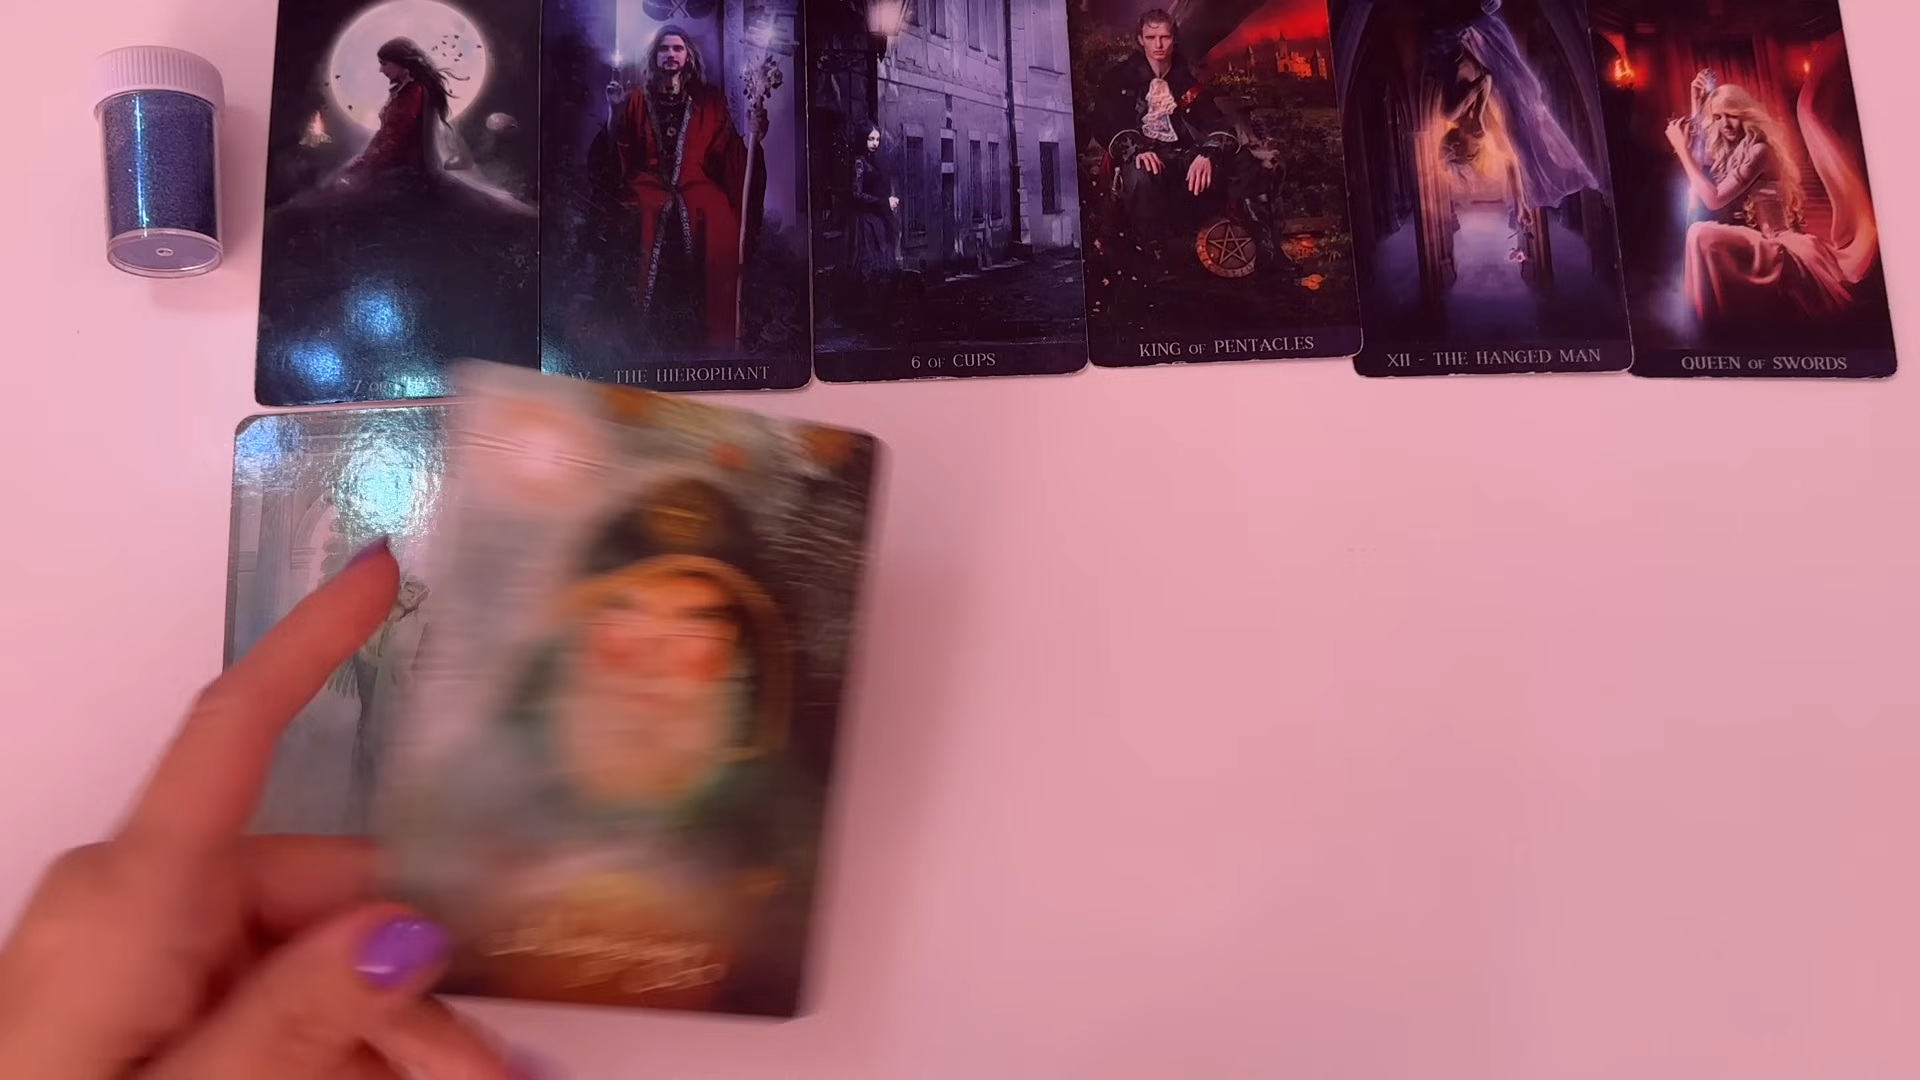 V - THE HIEROPHANT
6 OF CUPS
KING OF PENTACLES
XII - THE HANGED MAN
QUEEN OF SWORDS